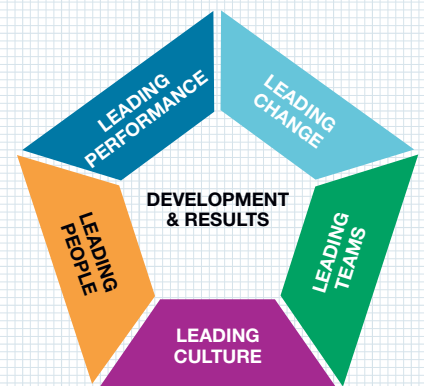 LEADING
PERFORMANCE
LEADING
CHANGE
DEVELOPMENT
& RESULTS
LEADING
PEOPLE
LEADING
TEAMS
LEADING
CULTURE